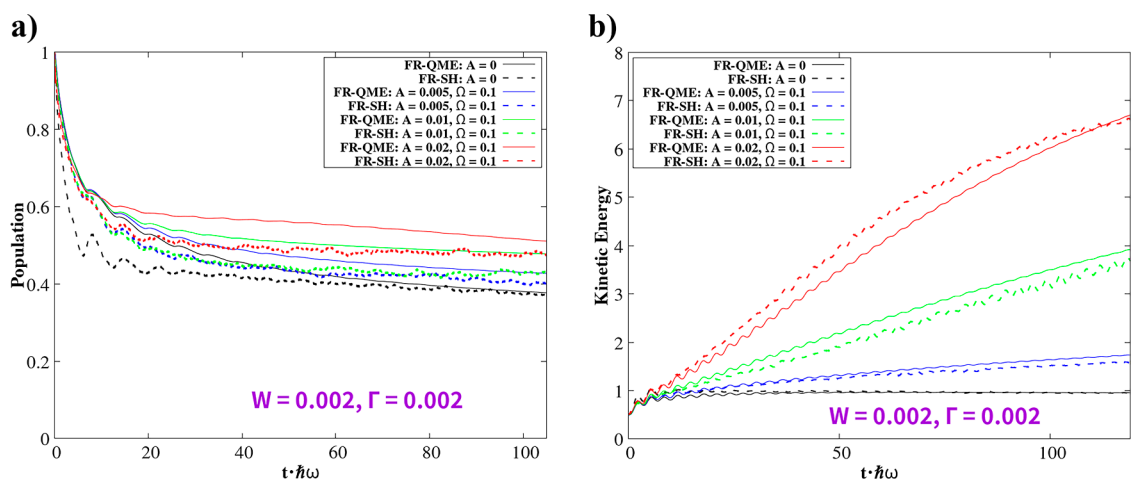 a)
Population
1
0.8
0.6
0.4
0.2
0
0
20
40
60
80
100
t·ħω
FR-QME: A = 0
FR-SH: A = 0
FR-QME: A = 0.005, Ω = 0.1
FR-SH: A = 0.005, Ω = 0.1
FR-QME: A = 0.01, Ω = 0.1
FR-SH: A = 0.01, Ω = 0.1
FR-QME: A = 0.02, Ω = 0.1
FR-SH: A = 0.02, Ω = 0.1
W = 0.002, Γ = 0.002
b)
Kinetic Energy
8
7
6
5
4
3
2
1
0
0
50
100
t·ħω
FR-QME: A = 0
FR-SH: A = 0
FR-QME: A = 0.005, Ω = 0.1
FR-SH: A = 0.005, Ω = 0.1
FR-QME: A = 0.01, Ω = 0.1
FR-SH: A = 0.01, Ω = 0.1
FR-QME: A = 0.02, Ω = 0.1
FR-SH: A = 0.02, Ω = 0.1
W = 0.002, Γ = 0.002